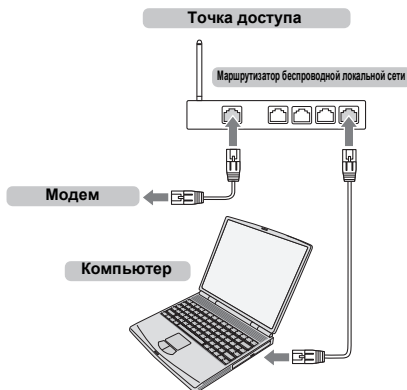 Точка доступа
Маршрутизатор беспроводной локальной сети
Модем
Компьютер